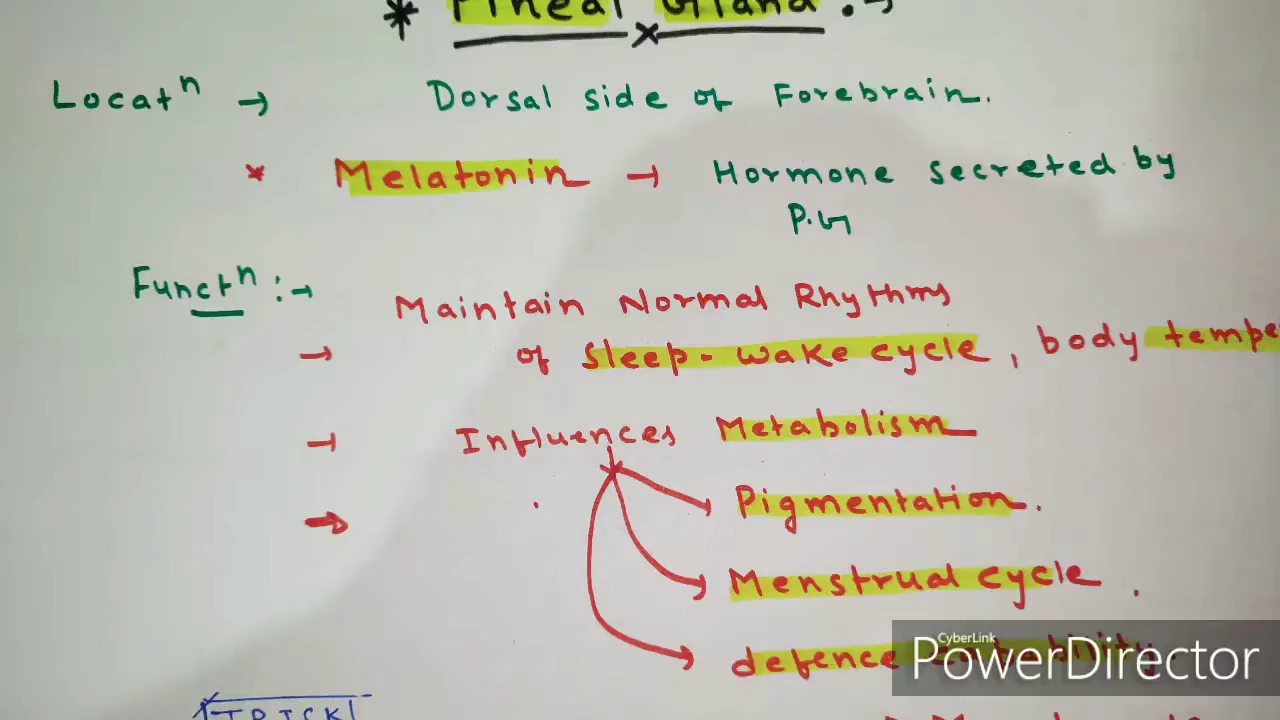 * Pineal Gland :→
Locatⁿ → Dorsal side of Forebrain.
* Melatonin → Hormone secreted by
P.G
Functⁿ :→ Maintain Normal Rhythms
→ of sleep-wake cycle, body tempe
→ Influences Metabolism
→ Pigmentation.
Menstrual cycle.
defence
CyberLink
PowerDirector
TRICK